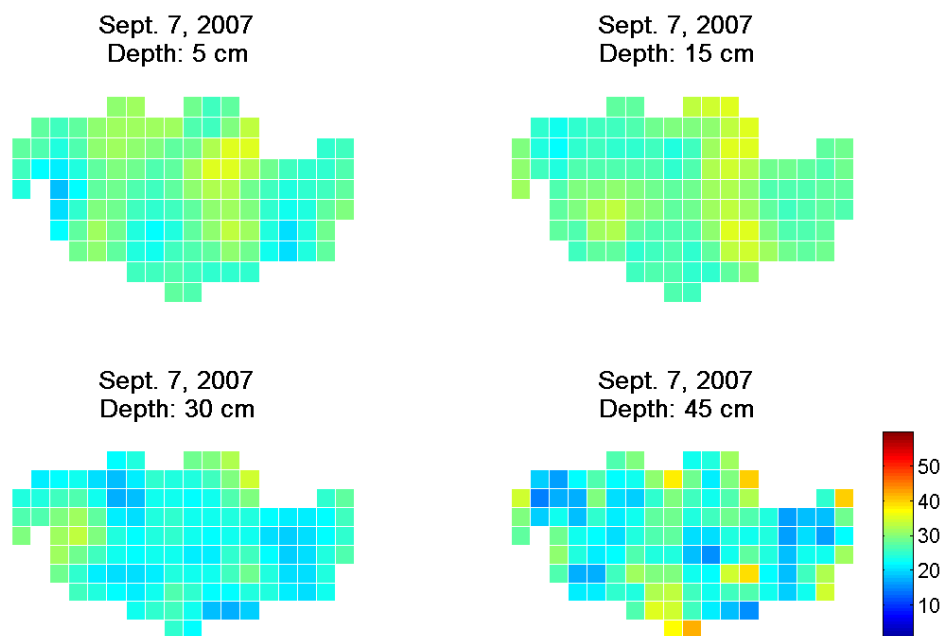 Sept. 7, 2007
Depth: 5 cm
Sept. 7, 2007
Depth: 15 cm
Sept. 7, 2007
Depth: 30 cm
Sept. 7, 2007
Depth: 45 cm
50
40
30
20
10